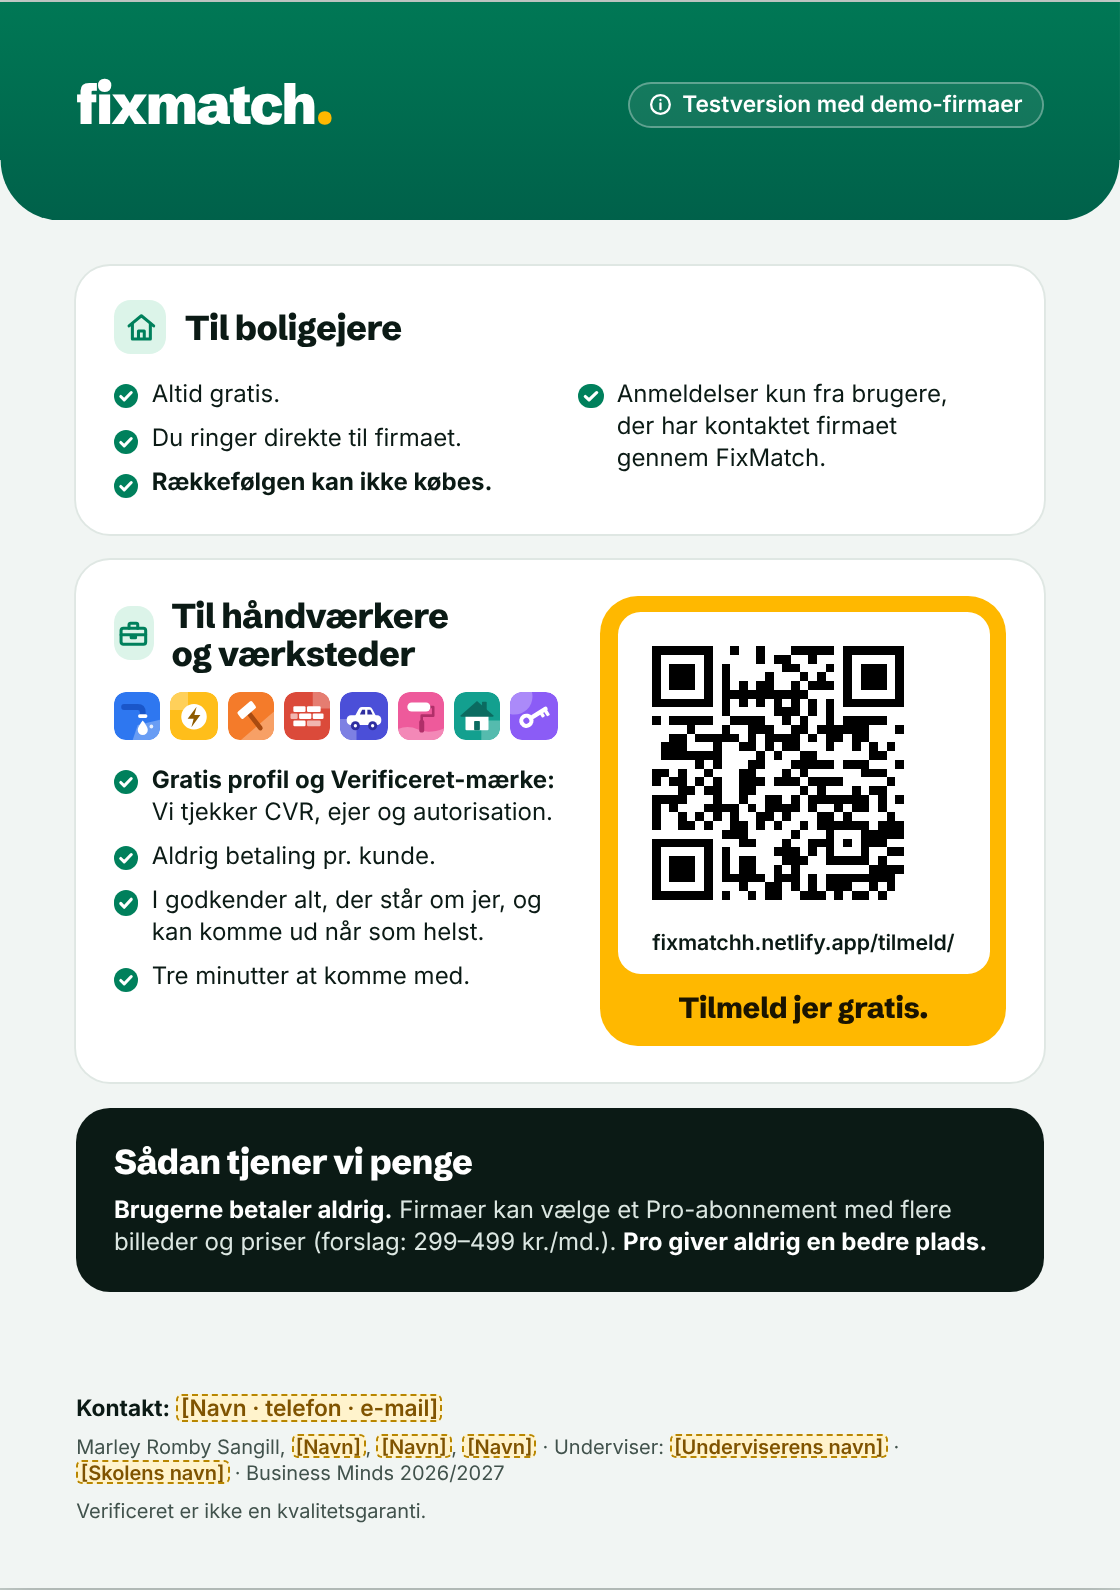 fixmatch.
Testversion med demo-firmaer
Til boligejere
Altid gratis.
Du ringer direkte til firmaet.
Rækkefølgen kan ikke købes.
Anmeldelser kun fra brugere,
der har kontaktet firmaet
gennem FixMatch.
Til håndværkere
og værksteder
Gratis profil og Verificeret-mærke:
Vi tjekker CVR, ejer og autorisation.
Aldrig betaling pr. kunde.
I godkender alt, der står om jer, og
kan komme ud når som helst.
Tre minutter at komme med.
fixmatchh.netlify.app/tilmeld/
Tilmeld jer gratis.
Sådan tjener vi penge
Brugerne betaler aldrig. Firmaer kan vælge et Pro-abonnement med flere
billeder og priser (forslag: 299–499 kr./md.). Pro giver aldrig en bedre plads.
Kontakt: [Navn · telefon · e-mail]
Marley Romby Sangill, [Navn], [Navn], [Navn] · Underviser: [Underviserens navn] ·
[Skolens navn] · Business Minds 2026/2027
Verificeret er ikke en kvalitetsgaranti.